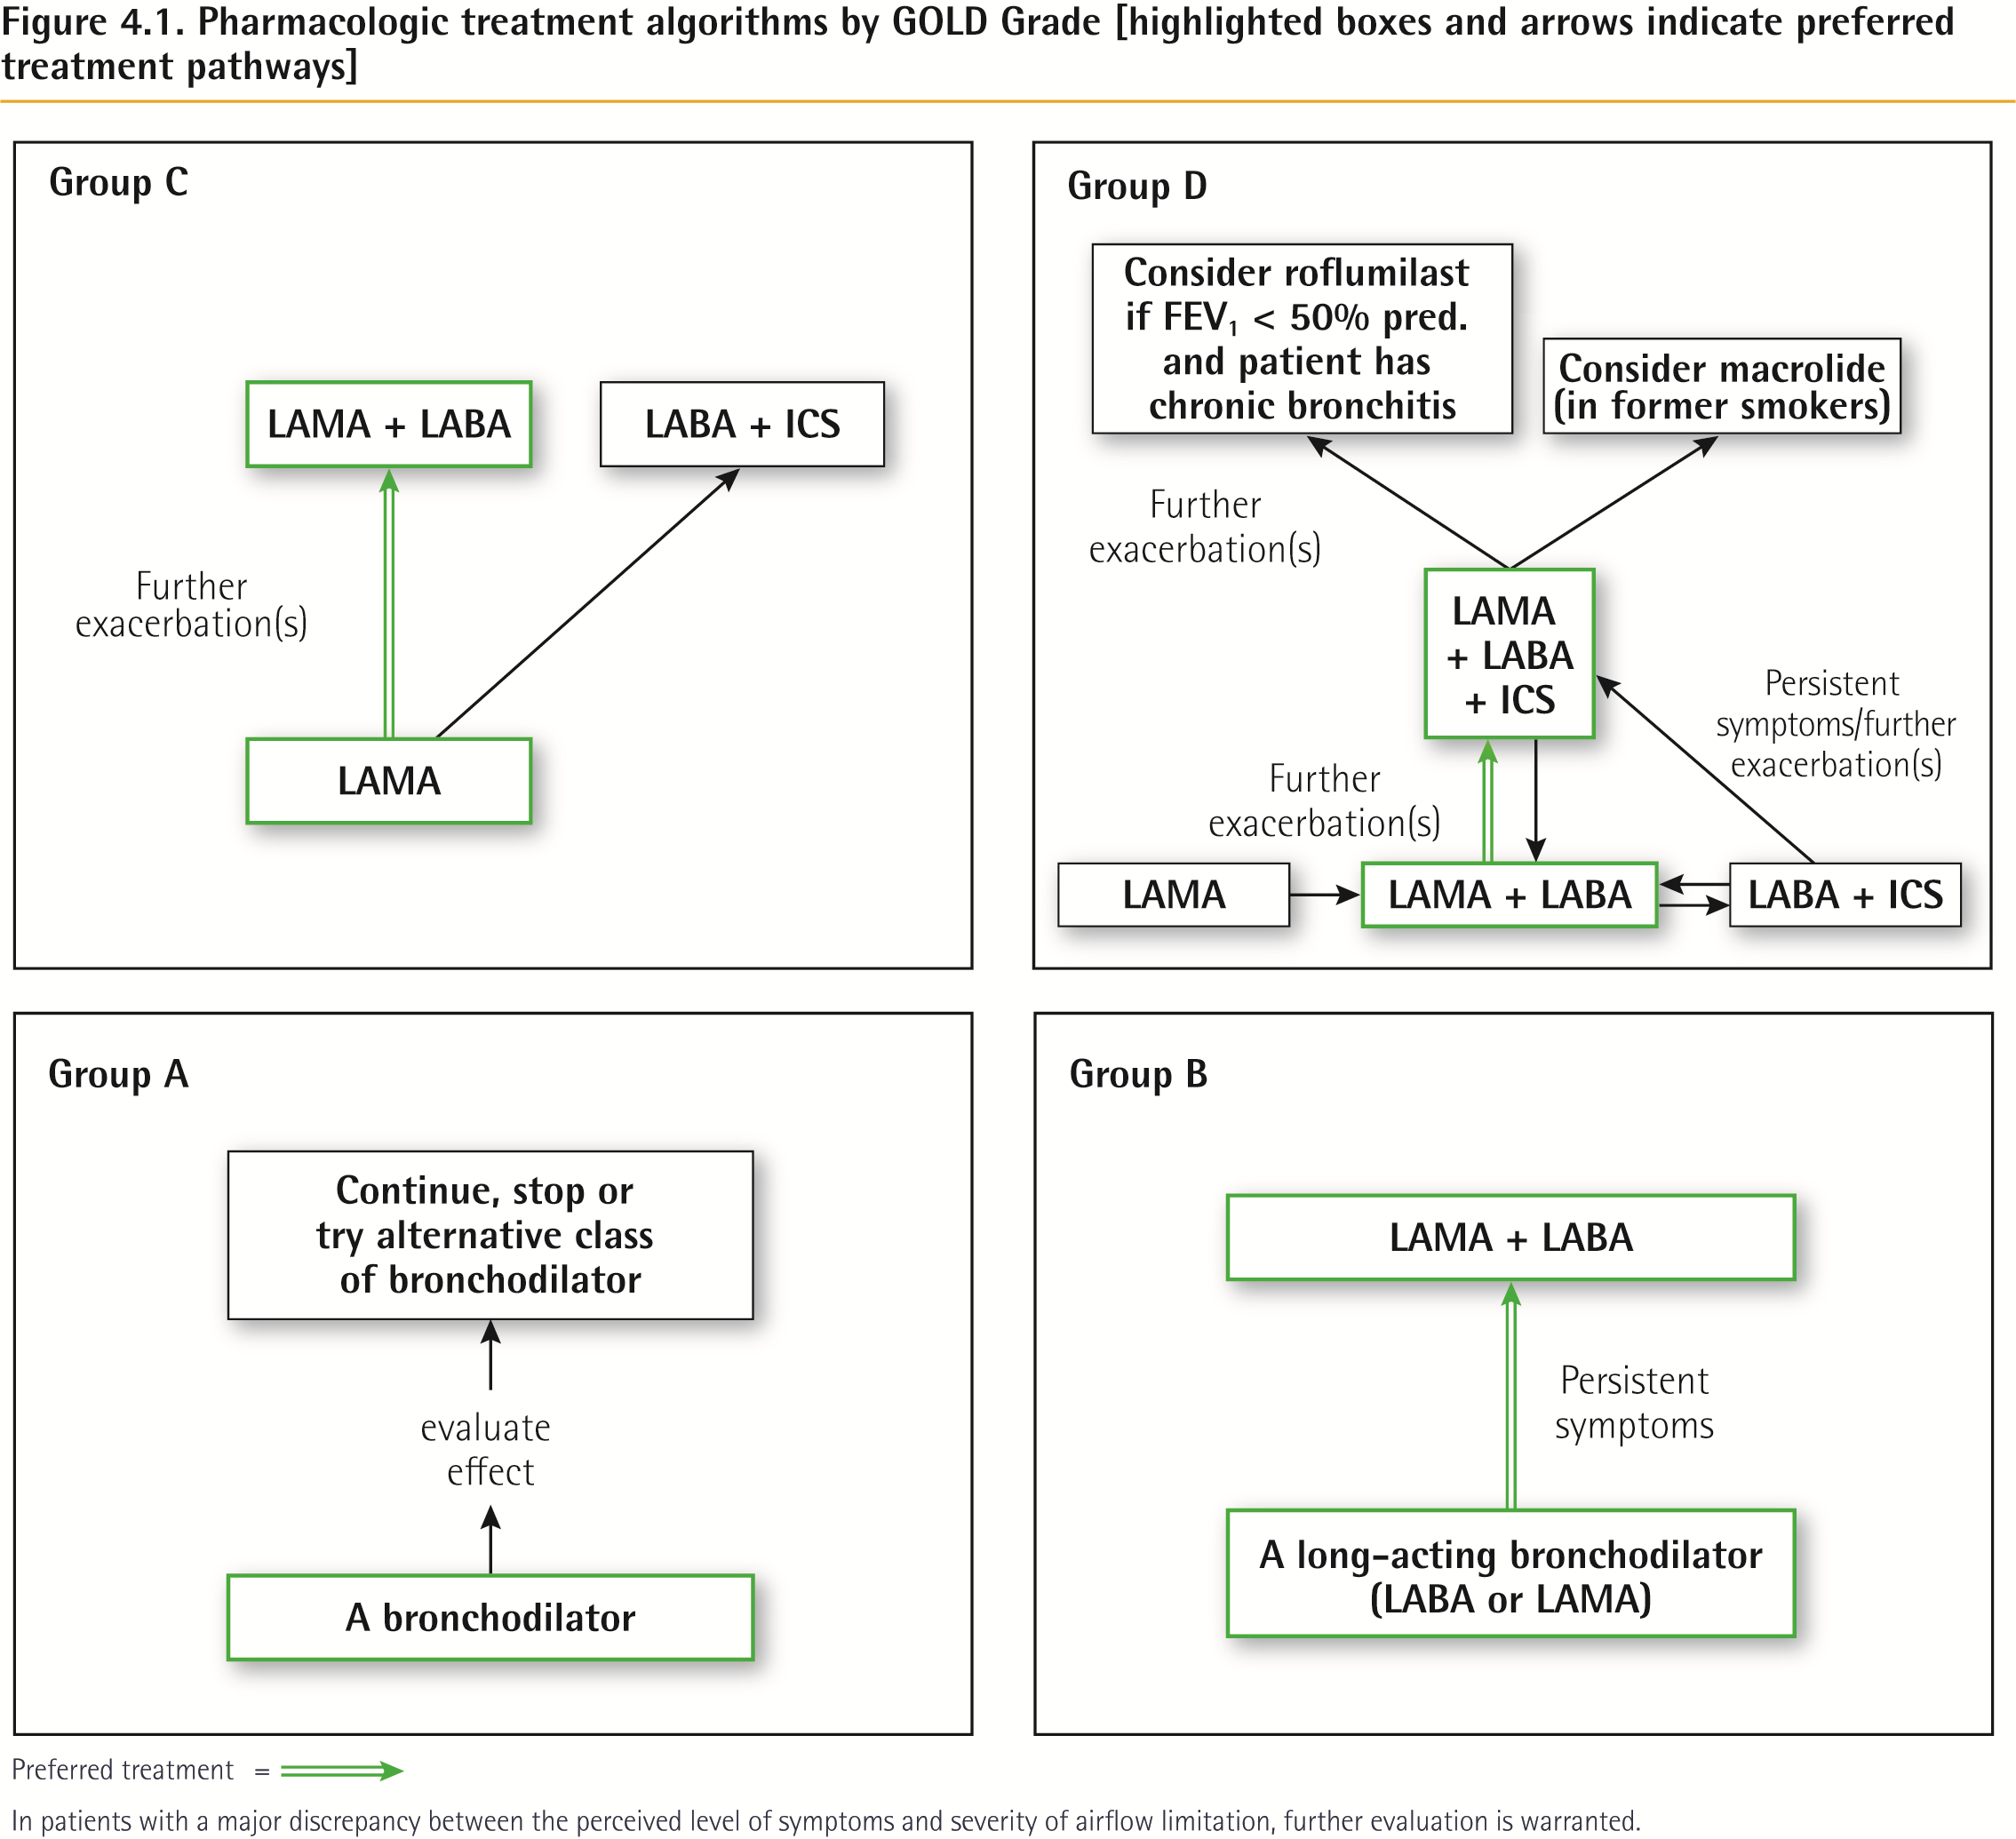 Figure 4.1. Pharmacologic treatment algorithms by GOLD Grade [highlighted boxes and arrows indicate preferred
treatment pathways]
Group C
LAMA + LABA
LABA + ICS
Further
exacerbation(s)
LAMA
Group D
Consider roflumilast
if FEV₁ < 50% pred.
and patient has
chronic bronchitis
Consider macrolide
(in former smokers)
Further
exacerbation(s)
LAMA
+ LABA
+ ICS
Persistent
symptoms/further
exacerbation(s)
Further
exacerbation(s)
LAMA
LAMA + LABA
LABA + ICS
Group A
Continue, stop or
try alternative class
of bronchodilator
evaluate
effect
A bronchodilator
Group B
LAMA + LABA
Persistent
symptoms
A long-acting bronchodilator
(LABA or LAMA)
Preferred treatment =
In patients with a major discrepancy between the perceived level of symptoms and severity of airflow limitation, further evaluation is warranted.